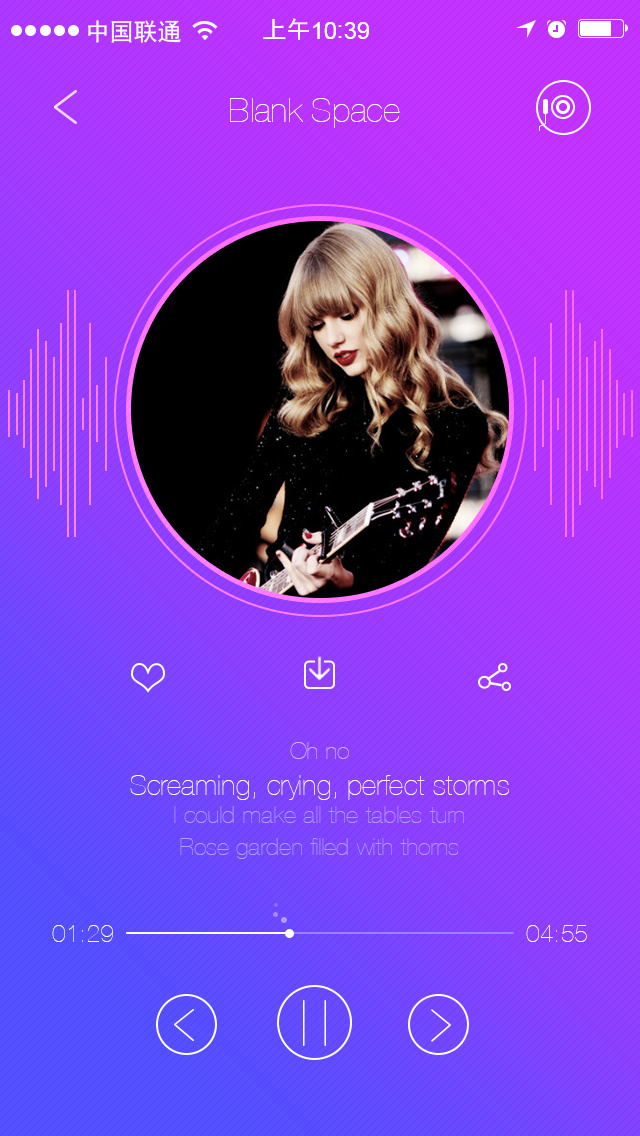 中国联通 上午10:39
Blank Space
Oh no
Screaming, crying, perfect storms
I could make all the tables turn
Rose garden filled with thorns
01:29 04:55